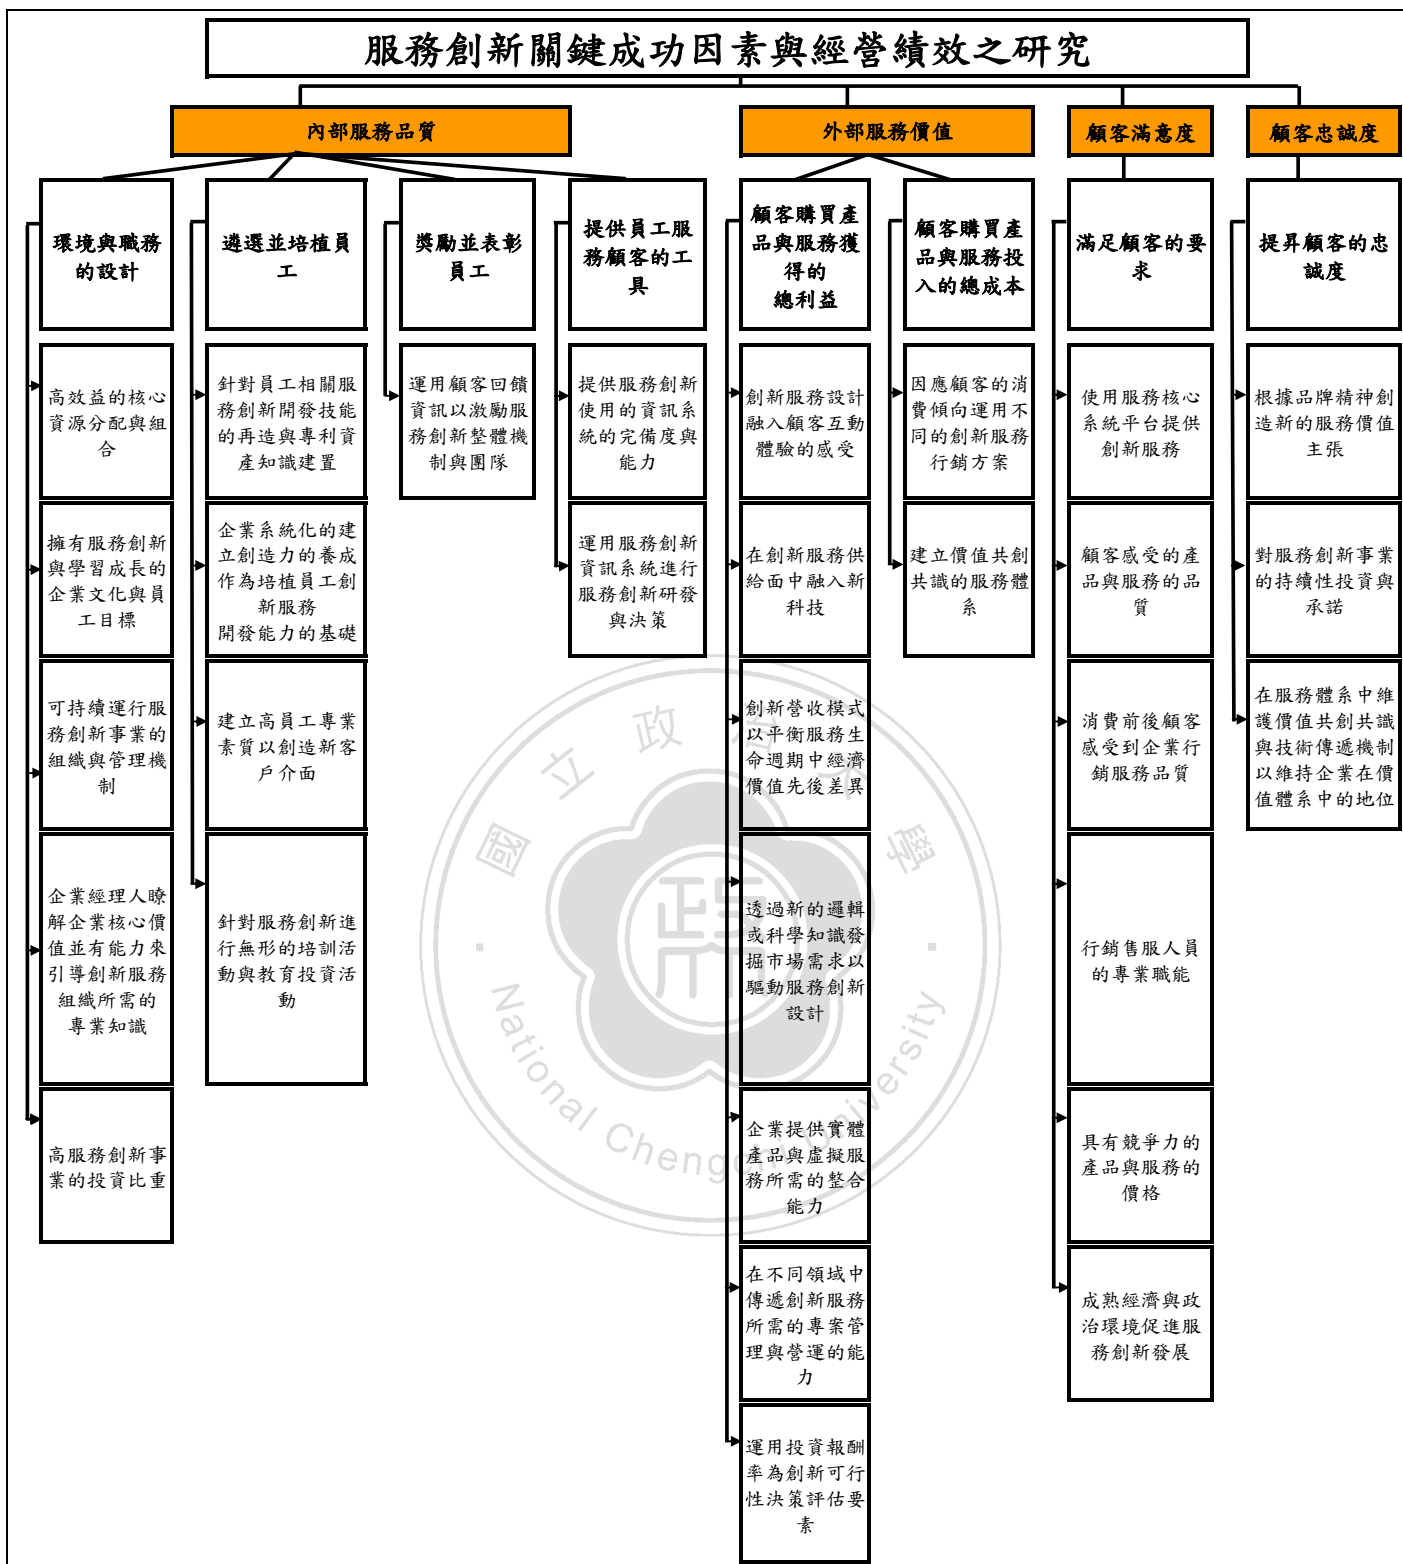 服務創新關鍵成功因素與經營績效之研究
內部服務品質
外部服務價值
顧客滿意度
顧客忠誠度
環境與職務
的設計
遴選並培植員
工
獎勵並表彰
員工
提供員工服
務顧客的工
具
顧客購買產
品與服務獲
得的
總利益
顧客購買產
品與服務投
入的總成本
滿足顧客的要
求
提昇顧客的忠
誠度
高效益的核心
資源分配與組
合
針對員工相關服
務創新開發技能
的再造與專利資
產知識建置
運用顧客回饋
資訊以激勵服
務創新整體機
制與團隊
提供服務創新
使用的資訊系
統的完備度與
能力
創新服務設計
融入顧客互動
體驗的感受
因應顧客的消
費傾向運用不
同的創新服務
行銷方案
使用服務核心
系統平台提供
創新服務
根據品牌精神創
造新的服務價值
主張
擁有服務創新
與學習成長的
企業文化與員
工目標
企業系統化的建
立創造力的養成
作為培植員工創
新服務
開發能力的基礎
運用服務創新
資訊系統進行
服務創新研發
與決策
在創新服務供
給面中融入新
科技
建立價值共創
共識的服務體
系
顧客感受的產
品與服務的品
質
對服務創新事業
的持續性投資與
承諾
可持續運行服
務創新事業的
組織與管理機
制
建立高員工專業
素質以創造新客
戶介面
創新營收模式
以平衡服務生
命週期中經濟
價值先後差異
消費前後顧客
感受到企業行
銷服務品質
在服務體系中維
護價值共創共識
與技術傳遞機制
以維持企業在價
值體系中的地位
企業經理人瞭
解企業核心價
值並有能力來
引導創新服務
組織所需的
專業知識
針對服務創新進
行無形的培訓活
動與教育投資活
動
透過新的邏輯
或科學知識發
掘市場需求以
驅動服務創新
設計
行銷售服人員
的專業職能
高服務創新事
業的投資比重
企業提供實體
產品與虛擬服
務所需的整合
能力
具有競爭力的
產品與服務的
價格
在不同領域中
傳遞創新服務
所需的專案管
理與營運的能
力
成熟經濟與政
治環境促進服
務創新發展
運用投資報酬
率為創新可行
性決策評估要
素
國立政治大學
National Chengchi University